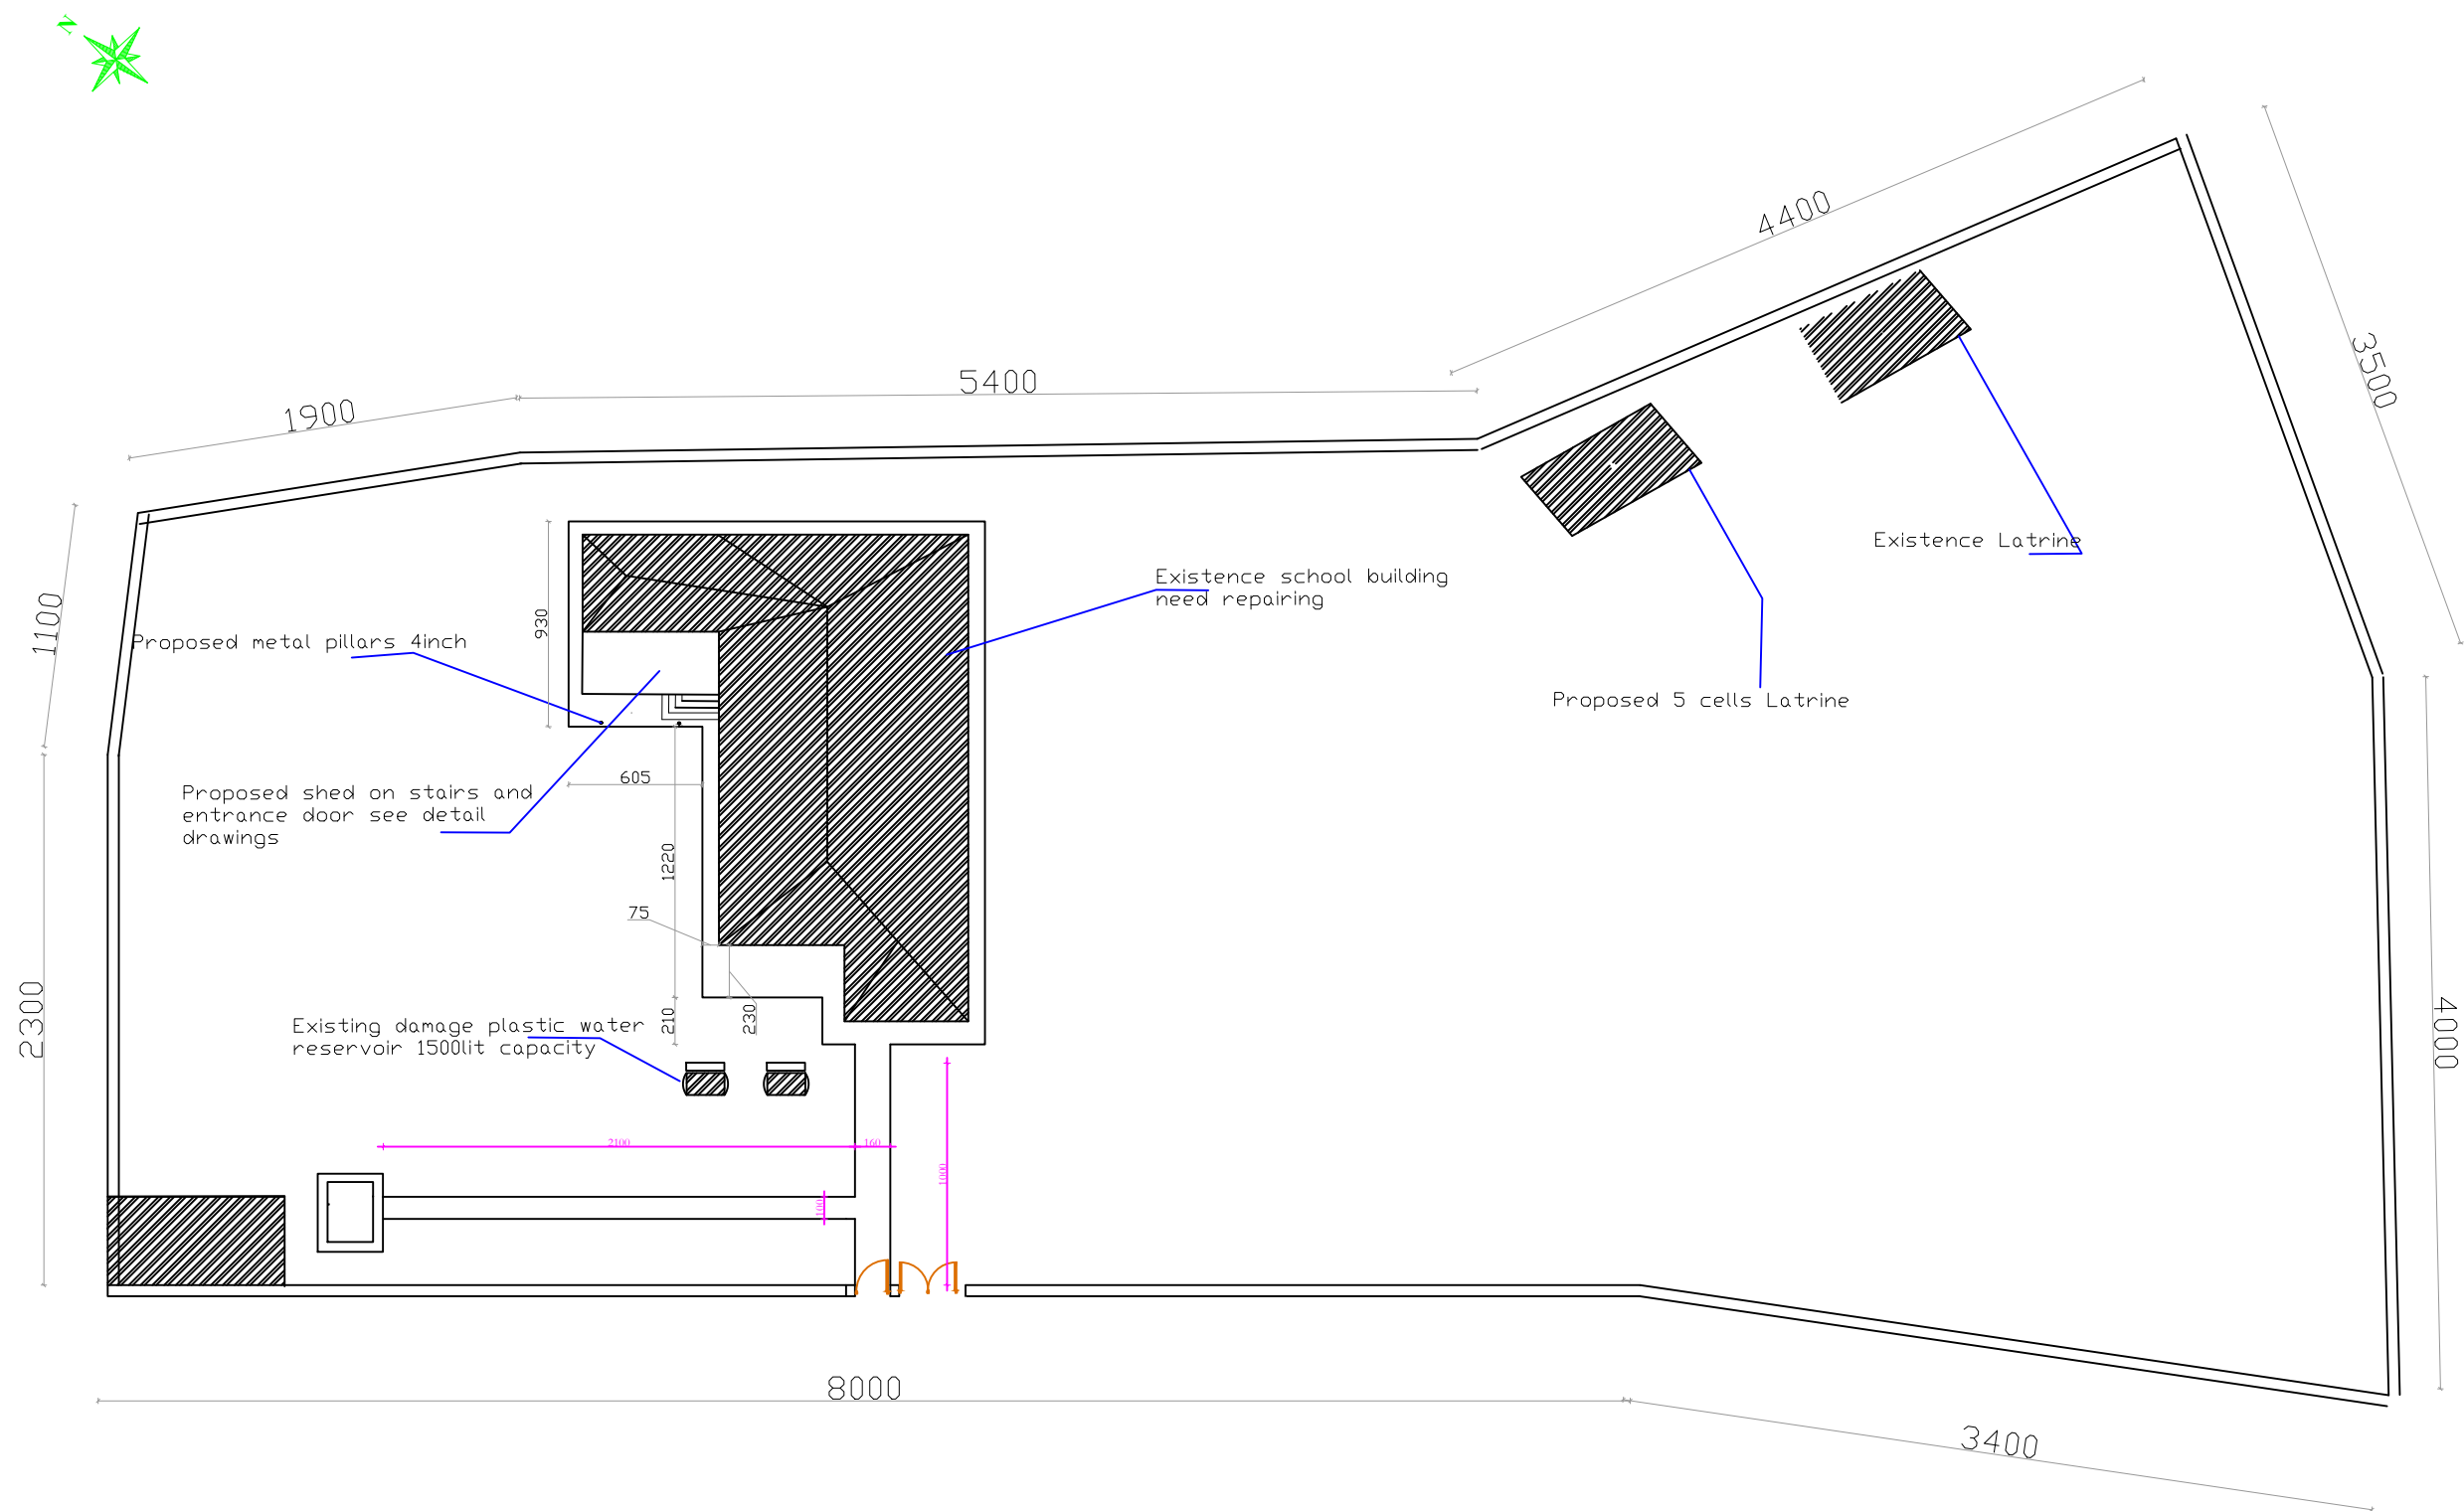 N
4400
3500
5400
1900
Existence Latrine
Existence school building
need repairing
1100
930
Proposed metal pillars 4inch
Proposed 5 cells Latrine
605
Proposed shed on stairs and
entrance door see detail
drawings
1220
75
2300
210
230
Existing damage plastic water
reservoir 1500lit capacity
4000
2100
160
1000
100
8000
3400